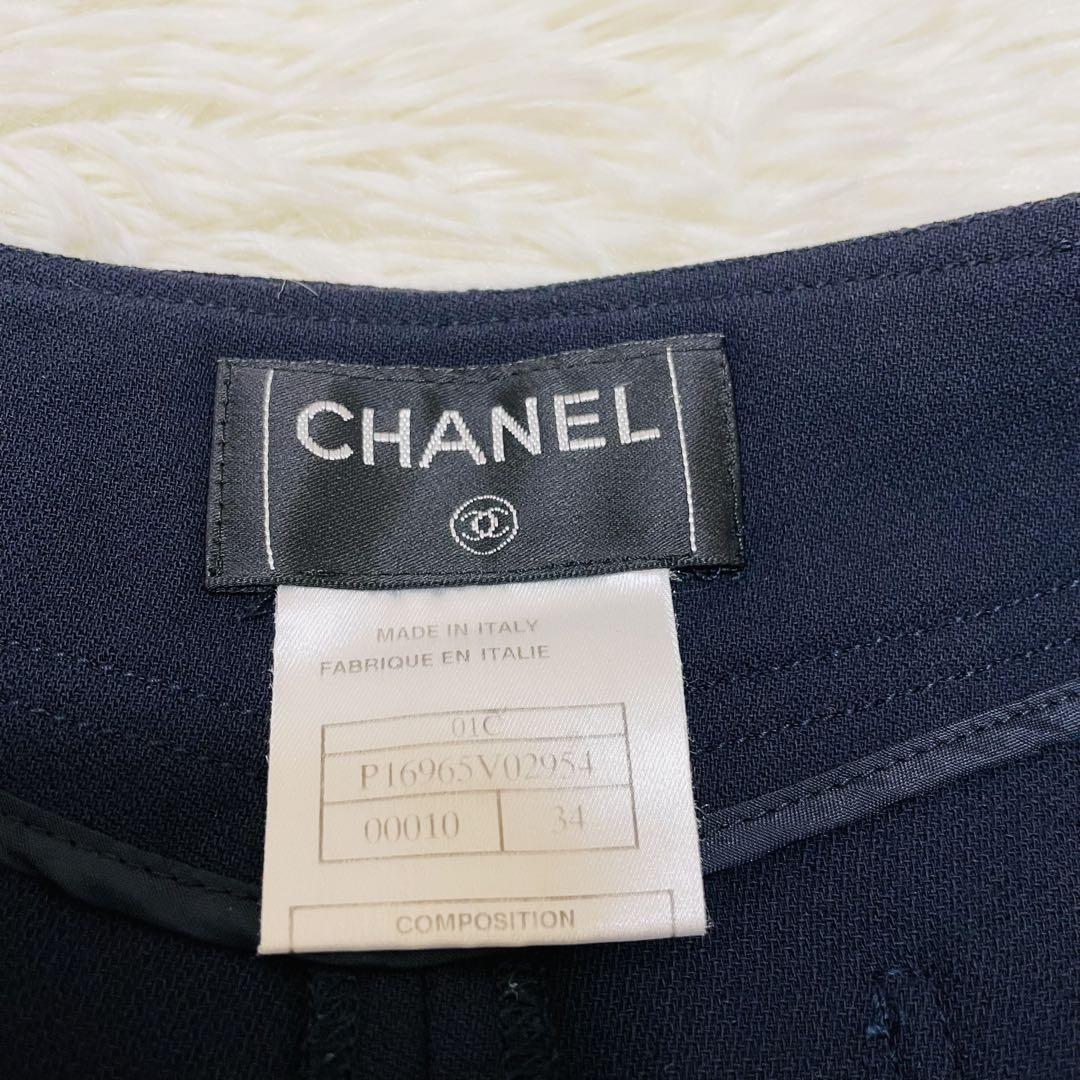 CHANEL
MADE IN ITALY
FABRIQUE EN ITALIE
01C
P16965V02954
00010 34
COMPOSITION